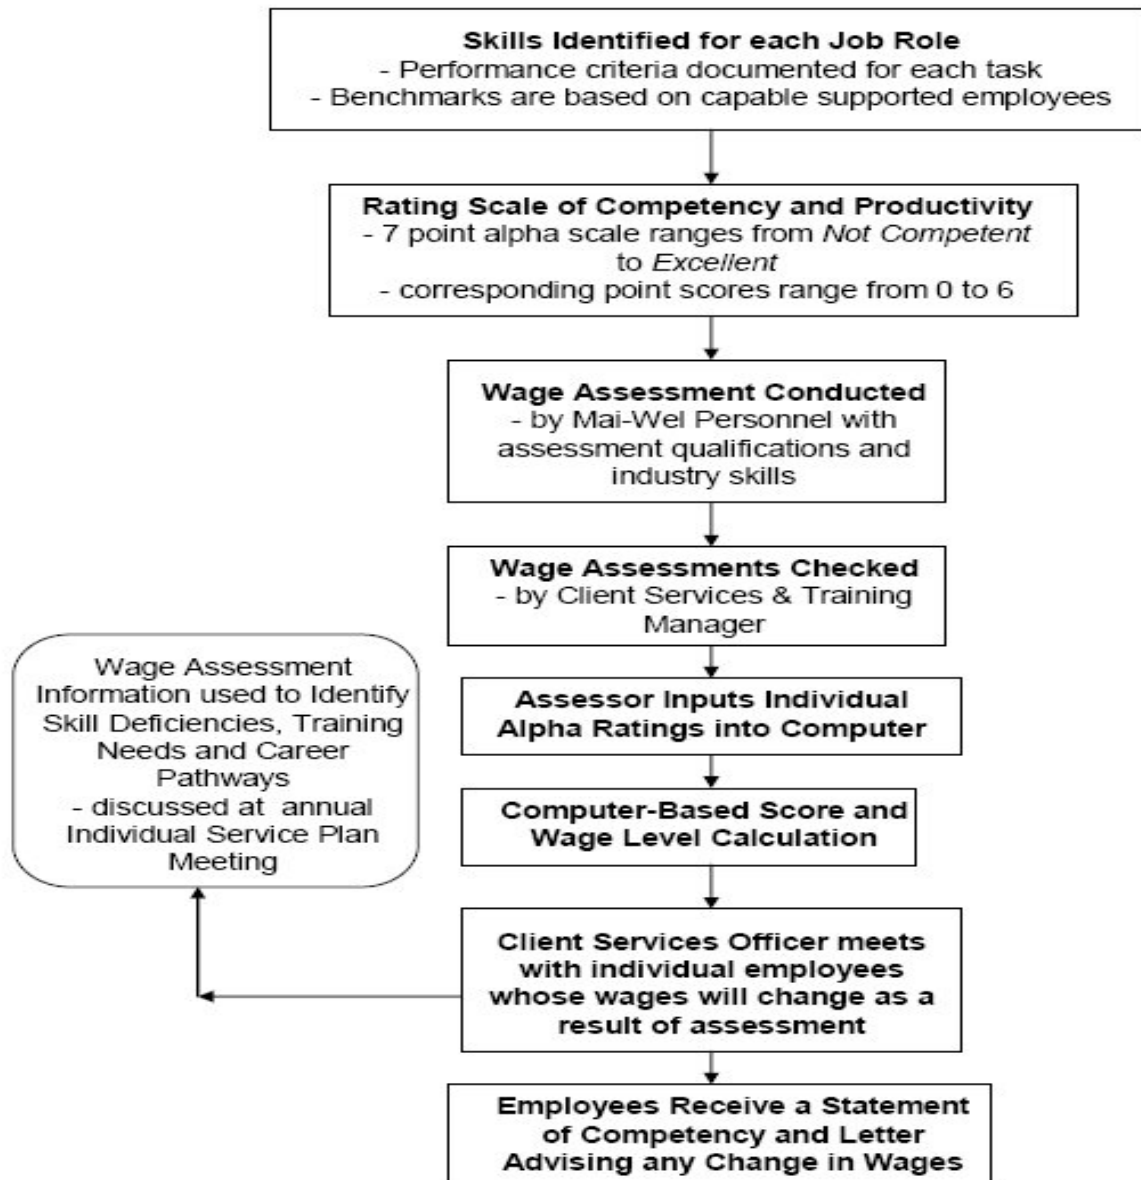 Skills Identified for each Job Role
- Performance criteria documented for each task
- Benchmarks are based on capable supported employees
Rating Scale of Competency and Productivity
- 7 point alpha scale ranges from Not Competent
to Excellent
- corresponding point scores range from 0 to 6
Wage Assessment Conducted
- by Mai-Wel Personnel with
assessment qualifications and
industry skills
Wage Assessments Checked
- by Client Services & Training
Manager
Assessor Inputs Individual
Alpha Ratings into Computer
Computer-Based Score and
Wage Level Calculation
Client Services Officer meets
with individual employees
whose wages will change as a
result of assessment
Wage Assessment
Information used to Identify
Skill Deficiencies, Training
Needs and Career
Pathways
- discussed at annual
Individual Service Plan
Meeting
Employees Receive a Statement
of Competency and Letter
Advising any Change in Wages